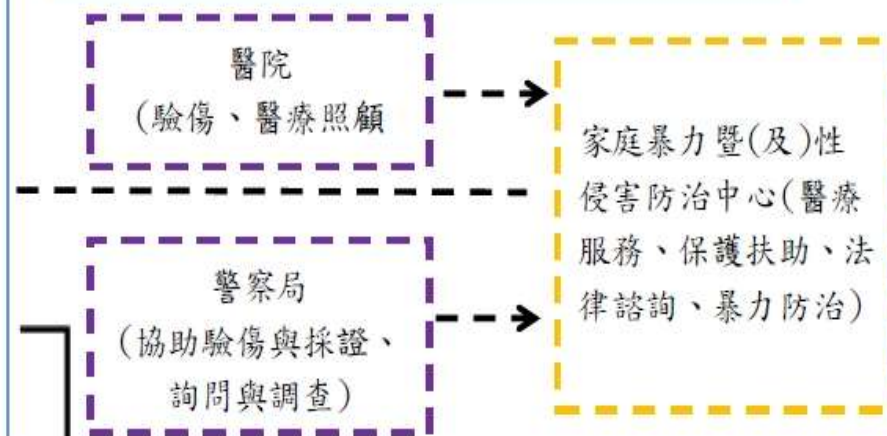 醫院
(驗傷、醫療照顧
家庭暴力暨(及)性
侵害防治中心(醫療
服務、保護扶助、法
律諮詢、暴力防治)
警察局
(協助驗傷與採證、
詢問與調查)